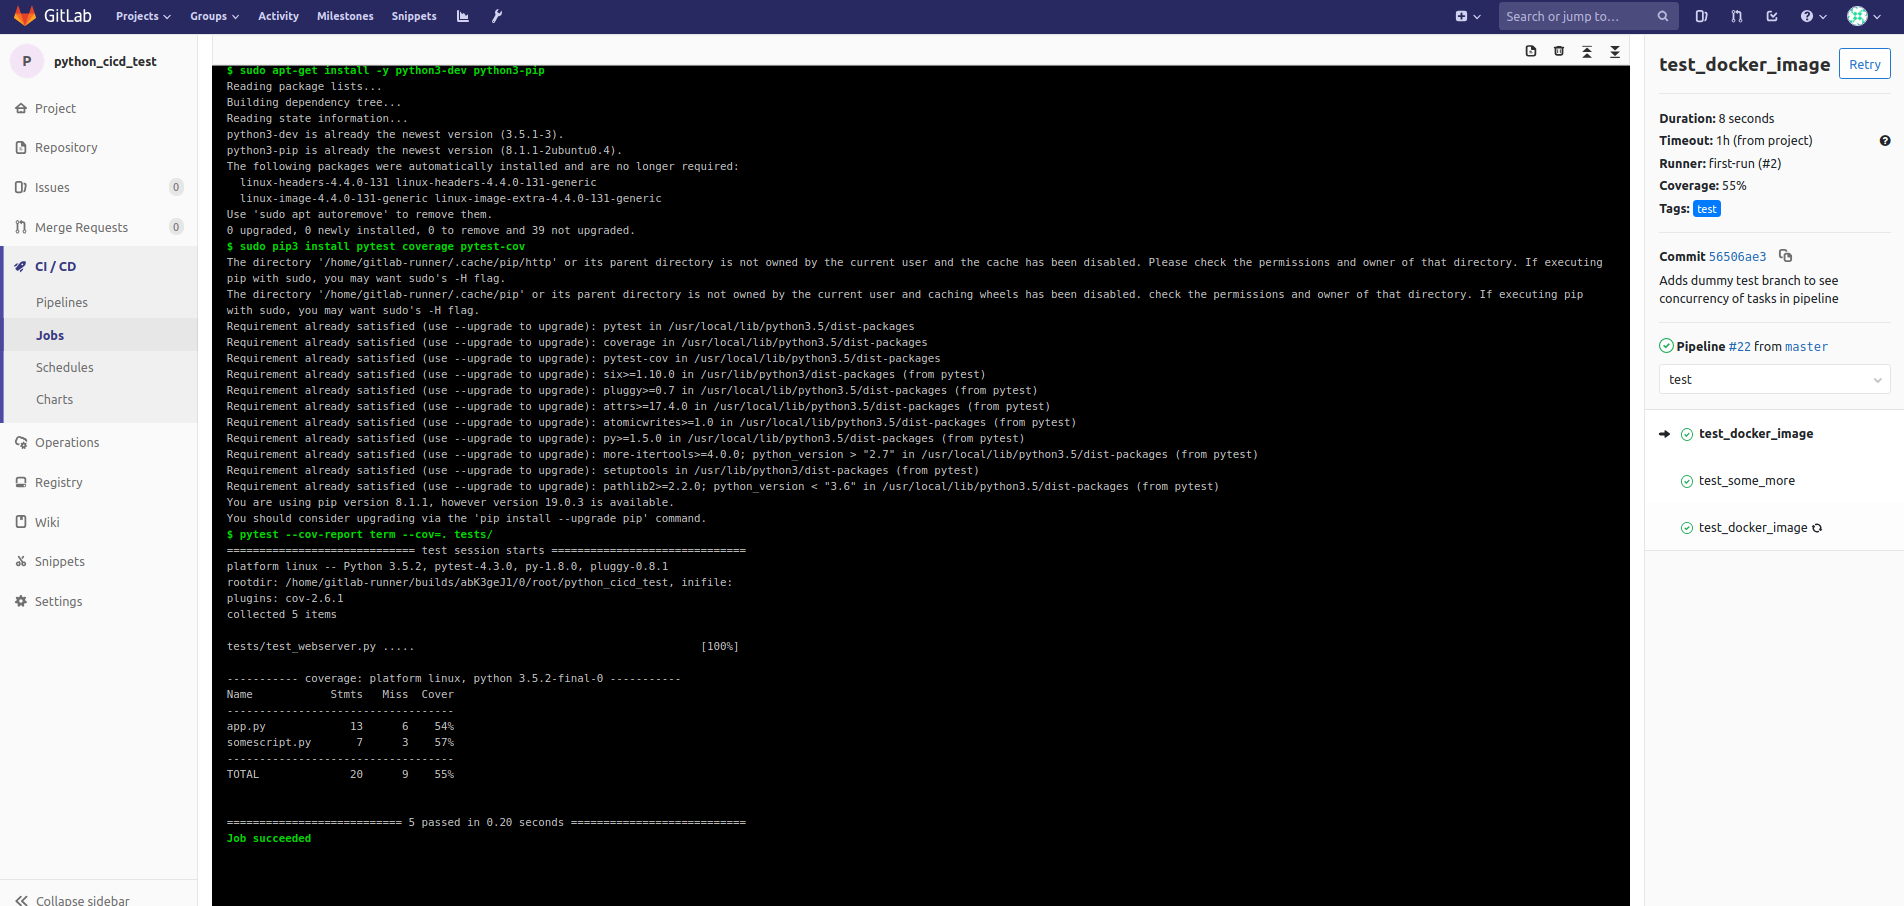 GitLab Projects Groups Activity Milestones Snippets Search or jump to...
P python_cicd_test
Project
Repository
Issues 0
Merge Requests 0
CI / CD
Pipelines
Jobs
Schedules
Charts
Operations
Registry
Wiki
Snippets
Settings
Collapse sidebar
$ sudo apt-get install -y python3-dev python3-pip
Reading package lists...
Building dependency tree...
Reading state information...
python3-dev is already the newest version (3.5.1-3).
python3-pip is already the newest version (8.1.1-2ubuntu0.4).
The following packages were automatically installed and are no longer required:
linux-headers-4.4.0-131 linux-headers-4.4.0-131-generic
linux-image-4.4.0-131-generic linux-image-extra-4.4.0-131-generic
Use 'sudo apt autoremove' to remove them.
0 upgraded, 0 newly installed, 0 to remove and 39 not upgraded.
$ sudo pip3 install pytest coverage pytest-cov
The directory '/home/gitlab-runner/.cache/pip/http' or its parent directory is not owned by the current user and the cache has been disabled. Please check the permissions and owner of that directory. If executing
pip with sudo, you may want sudo's -H flag.
The directory '/home/gitlab-runner/.cache/pip' or its parent directory is not owned by the current user and caching wheels has been disabled. check the permissions and owner of that directory. If executing pip
with sudo, you may want sudo's -H flag.
Requirement already satisfied (use --upgrade to upgrade): pytest in /usr/local/lib/python3.5/dist-packages
Requirement already satisfied (use --upgrade to upgrade): coverage in /usr/local/lib/python3.5/dist-packages
Requirement already satisfied (use --upgrade to upgrade): pytest-cov in /usr/local/lib/python3.5/dist-packages
Requirement already satisfied (use --upgrade to upgrade): six>=1.10.0 in /usr/lib/python3/dist-packages (from pytest)
Requirement already satisfied (use --upgrade to upgrade): pluggy>=0.7 in /usr/local/lib/python3.5/dist-packages (from pytest)
Requirement already satisfied (use --upgrade to upgrade): attrs>=17.4.0 in /usr/local/lib/python3.5/dist-packages (from pytest)
Requirement already satisfied (use --upgrade to upgrade): atomicwrites>=1.0 in /usr/local/lib/python3.5/dist-packages (from pytest)
Requirement already satisfied (use --upgrade to upgrade): py>=1.5.0 in /usr/local/lib/python3.5/dist-packages (from pytest)
Requirement already satisfied (use --upgrade to upgrade): more-itertools>=4.0.0; python_version > "2.7" in /usr/local/lib/python3.5/dist-packages (from pytest)
Requirement already satisfied (use --upgrade to upgrade): setuptools in /usr/lib/python3/dist-packages (from pytest)
Requirement already satisfied (use --upgrade to upgrade): pathlib2>=2.2.0; python_version < "3.6" in /usr/local/lib/python3.5/dist-packages (from pytest)
You are using pip version 8.1.1, however version 19.0.3 is available.
You should consider upgrading via the 'pip install --upgrade pip' command.
$ pytest --cov-report term --cov=. tests/
============================= test session starts ==============================
platform linux -- Python 3.5.2, pytest-4.3.0, py-1.8.0, pluggy-0.8.1
rootdir: /home/gitlab-runner/builds/abK3geJ1/0/root/python_cicd_test, inifile:
plugins: cov-2.6.1
collected 5 items
tests/test_webserver.py ..... [100%]
----------- coverage: platform linux, python 3.5.2-final-0 -----------
Name Stmts Miss Cover
-----------------------------------
app.py 13 6 54%
somescript.py 7 3 57%
-----------------------------------
TOTAL 20 9 55%
=========================== 5 passed in 0.20 seconds ===========================
Job succeeded
test_docker_image Retry
Duration: 8 seconds
Timeout: 1h (from project)
Runner: first-run (#2)
Coverage: 55%
Tags: test
Commit 56506ae3
Adds dummy test branch to see
concurrency of tasks in pipeline
Pipeline #22 from master
test
test_docker_image
test_some_more
test_docker_image